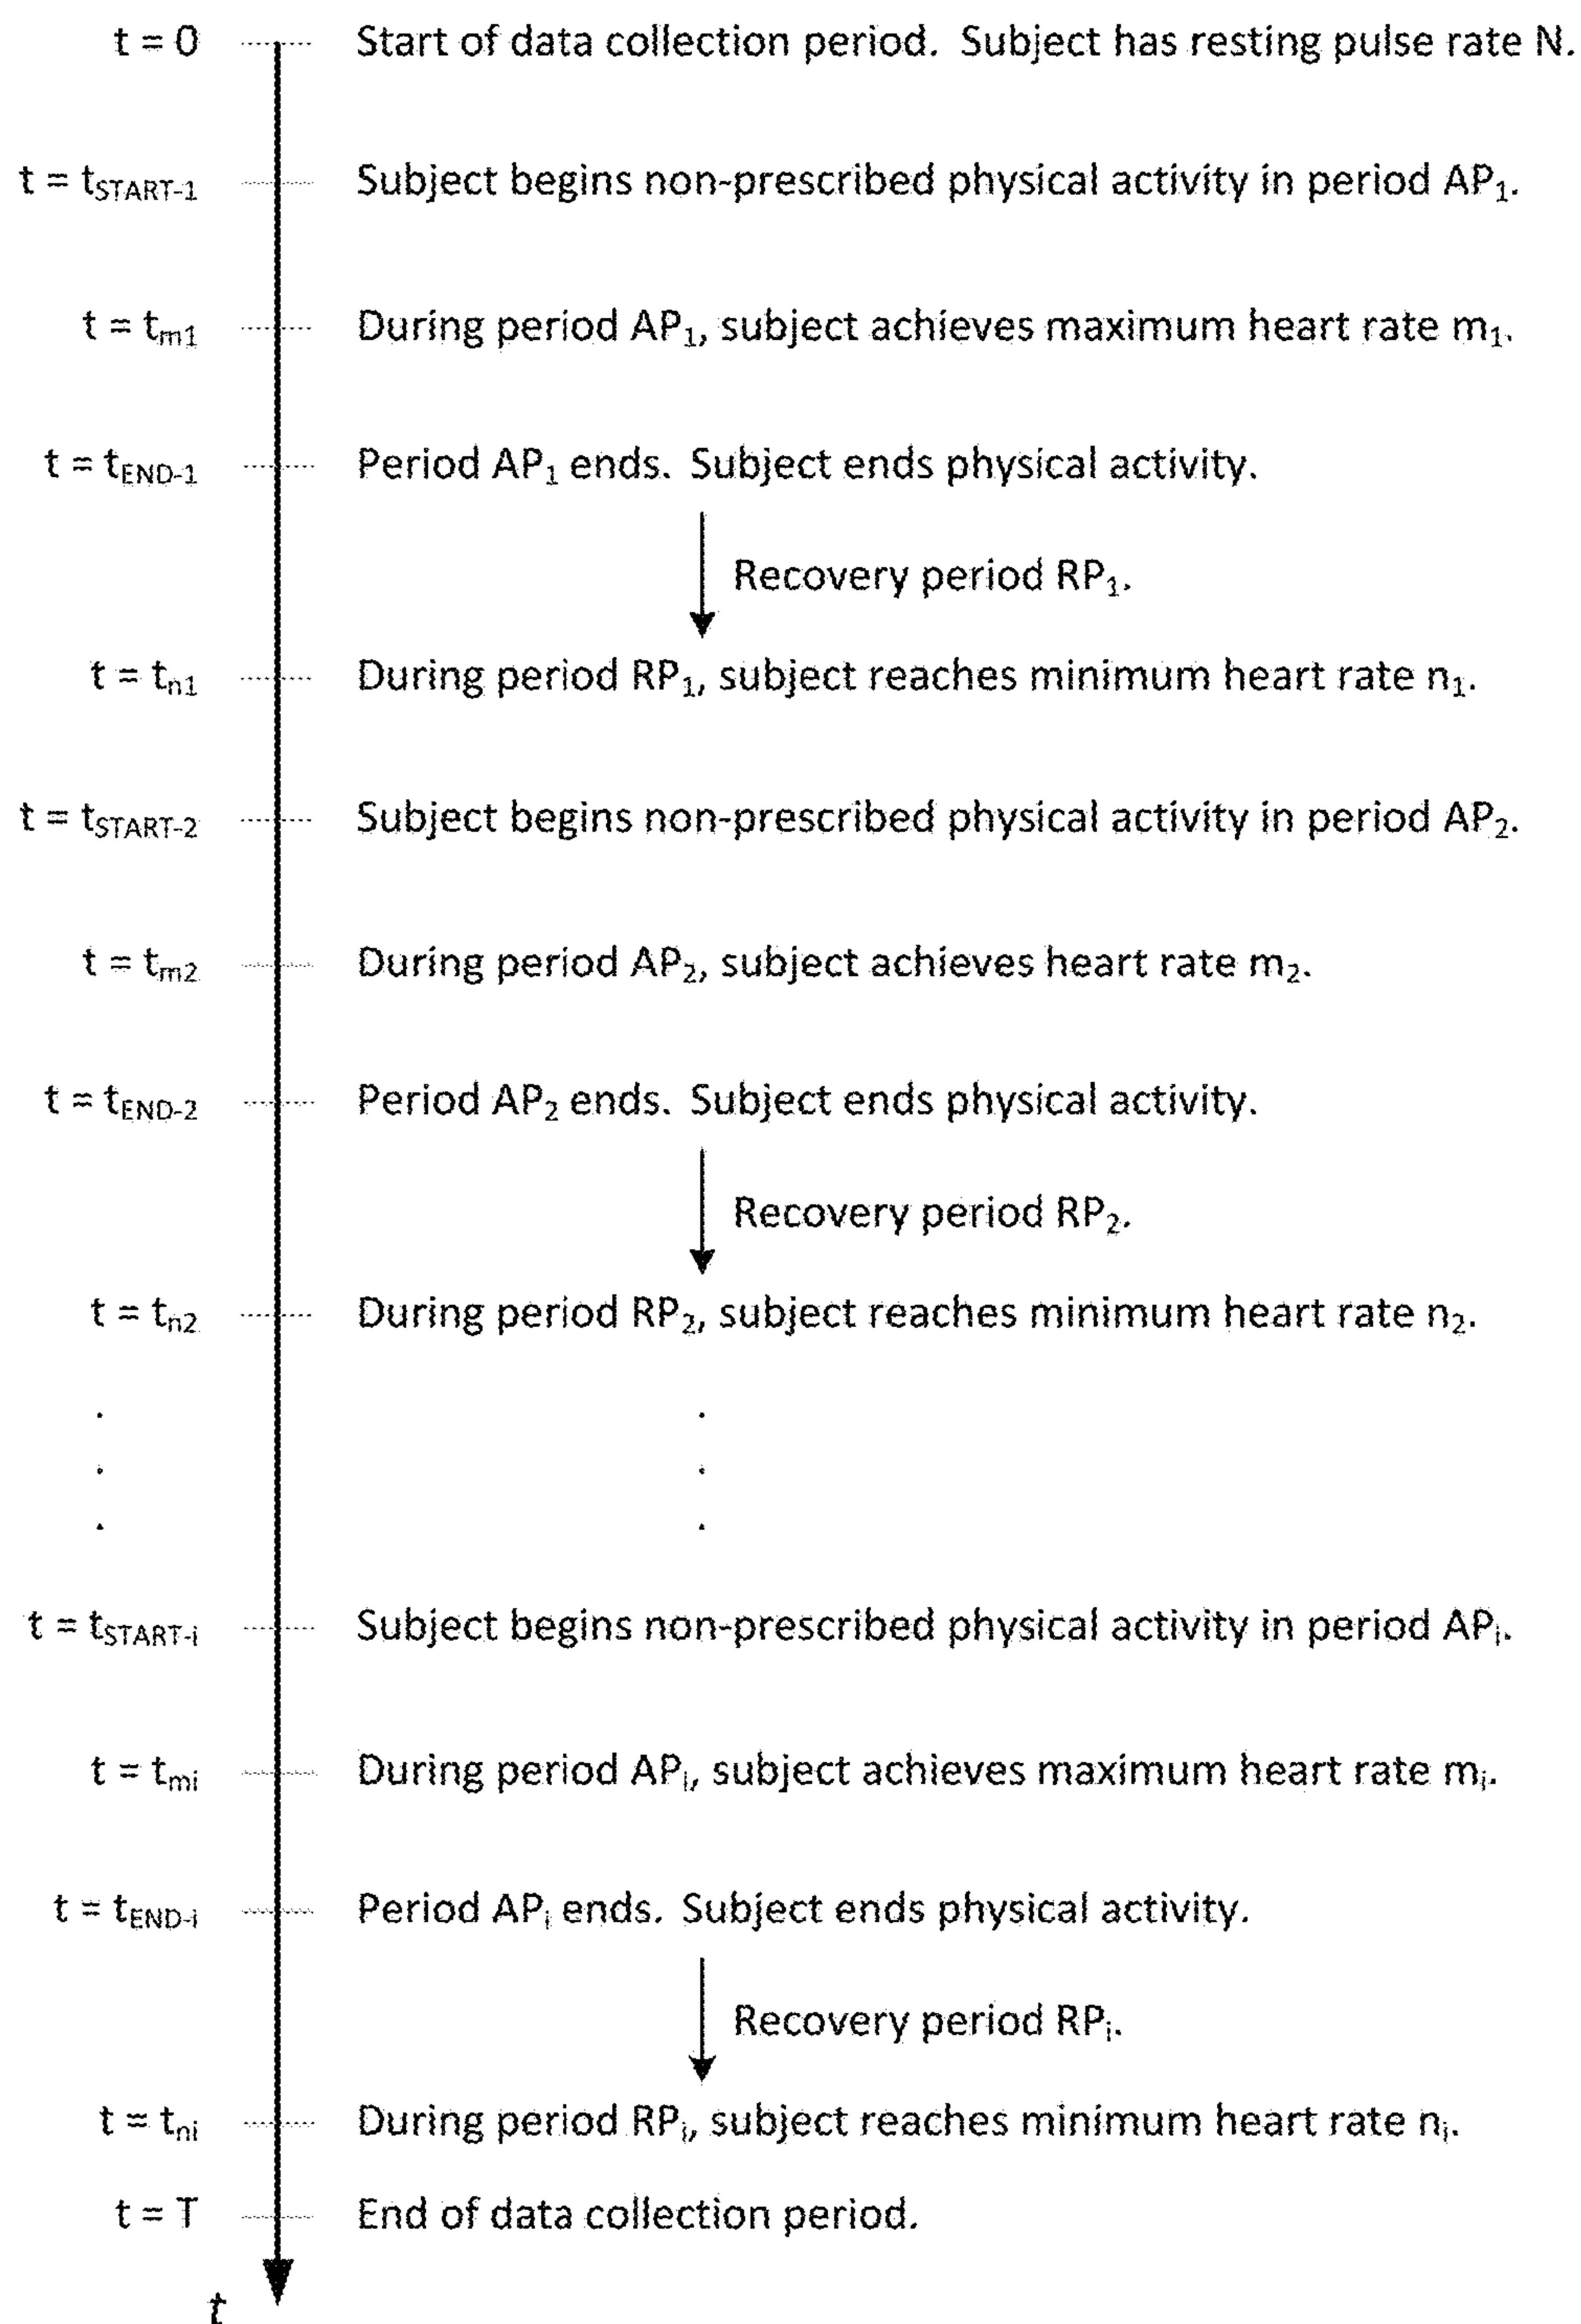 t = 0 Start of data collection period. Subject has resting pulse rate N.
t = tSTART-1 Subject begins non-prescribed physical activity in period AP1.
t = tm1 During period AP1, subject achieves maximum heart rate m1.
t = tEND-1 Period AP1 ends. Subject ends physical activity.
Recovery period RP1.
t = tn1 During period RP1, subject reaches minimum heart rate n1.
t = tSTART-2 Subject begins non-prescribed physical activity in period AP2.
t = tm2 During period AP2, subject achieves heart rate m2.
t = tEND-2 Period AP2 ends. Subject ends physical activity.
Recovery period RP2.
t = tn2 During period RP2, subject reaches minimum heart rate n2.
t = tSTART-i Subject begins non-prescribed physical activity in period APi.
t = tmi During period APi, subject achieves maximum heart rate mi.
t = tEND-i Period APi ends. Subject ends physical activity.
Recovery period RPi.
t = tni During period RPi, subject reaches minimum heart rate ni.
t = T End of data collection period.
t